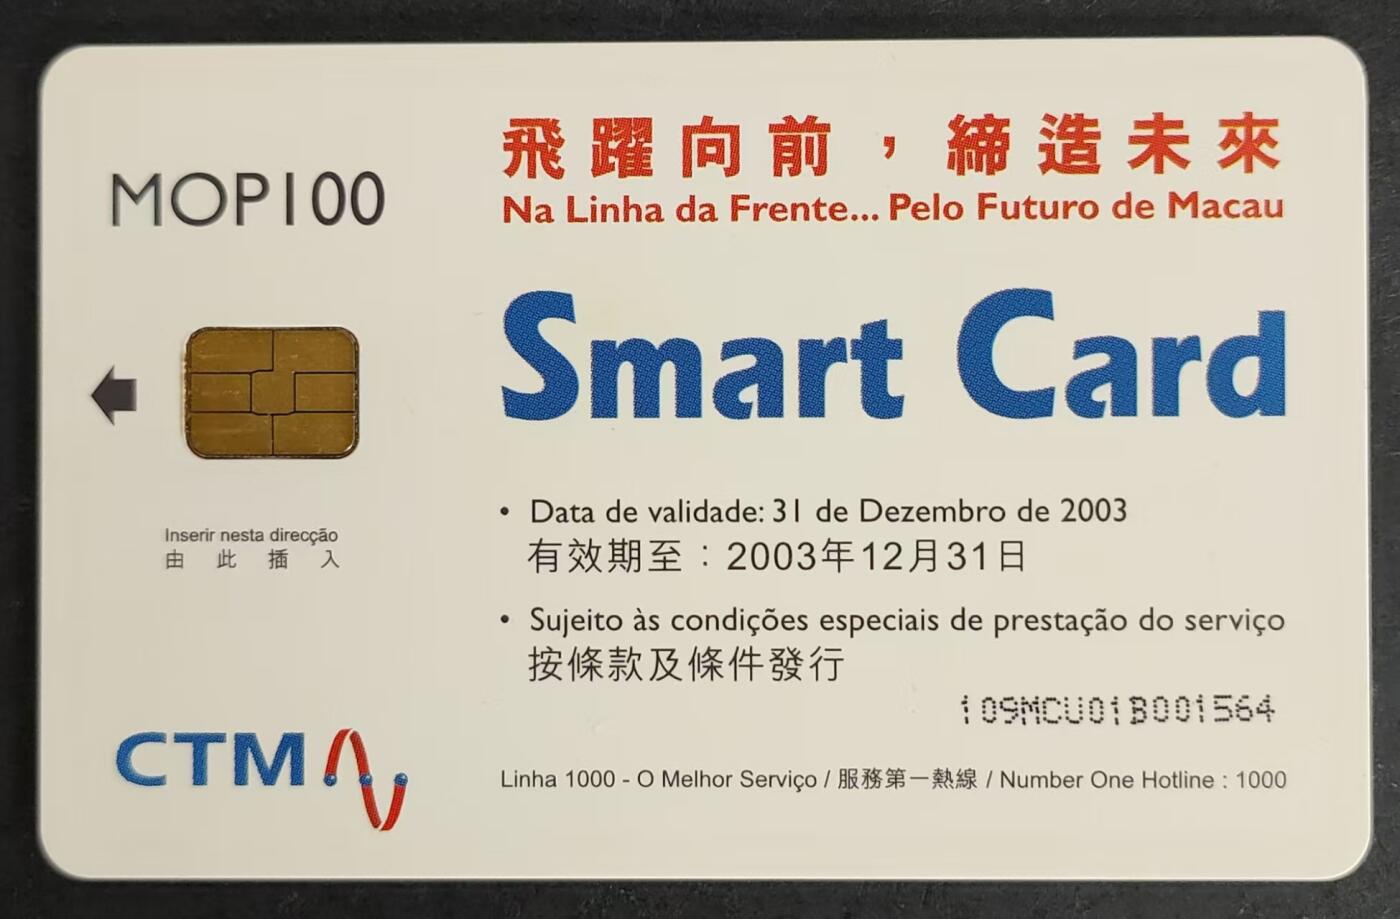 MOP100
飛躍向前，締造未來
Na Linha da Frente... Pelo Futuro de Macau
Smart Card
Inserir nesta direcção
由此插入
• Data de validade: 31 de Dezembro de 2003
有效期至：2003年12月31日
• Sujeito às condições especiais de prestação do serviço
按條款及條件發行
109MCU01B001564
CTM
Linha 1000 - O Melhor Serviço / 服務第一熱線 / Number One Hotline : 1000